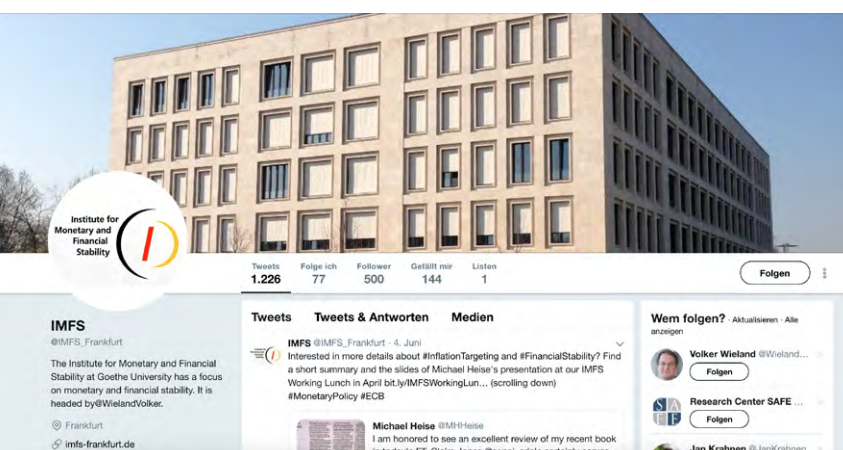 Institute for
Monetary and
Financial
Stability
Tweets
1.226
Folge ich
77
Follower
500
Gefällt mir
144
Listen
1
Folgen
IMFS
@IMFS_Frankfurt
The Institute for Monetary and Financial
Stability at Goethe University has a focus
on monetary and financial stability. It is
headed by@WielandVolker.
Frankfurt
imfs-frankfurt.de
Tweets Tweets & Antworten Medien
IMFS @IMFS_Frankfurt · 4. Juni
Interested in more details about #InflationTargeting and #FinancialStability? Find
a short summary and the slides of Michael Heise's presentation at our IMFS
Working Lunch in April bit.ly/IMFSWorkingLun… (scrolling down)
#MonetaryPolicy #ECB
Michael Heise @MHHeise
I am honored to see an excellent review of my recent book
Wem folgen? · Aktualisieren · Alle
anzeigen
Volker Wieland @Wieland...
Folgen
SAFE
Research Center SAFE ...
Folgen
Jan Krahnen @JanKrahnen